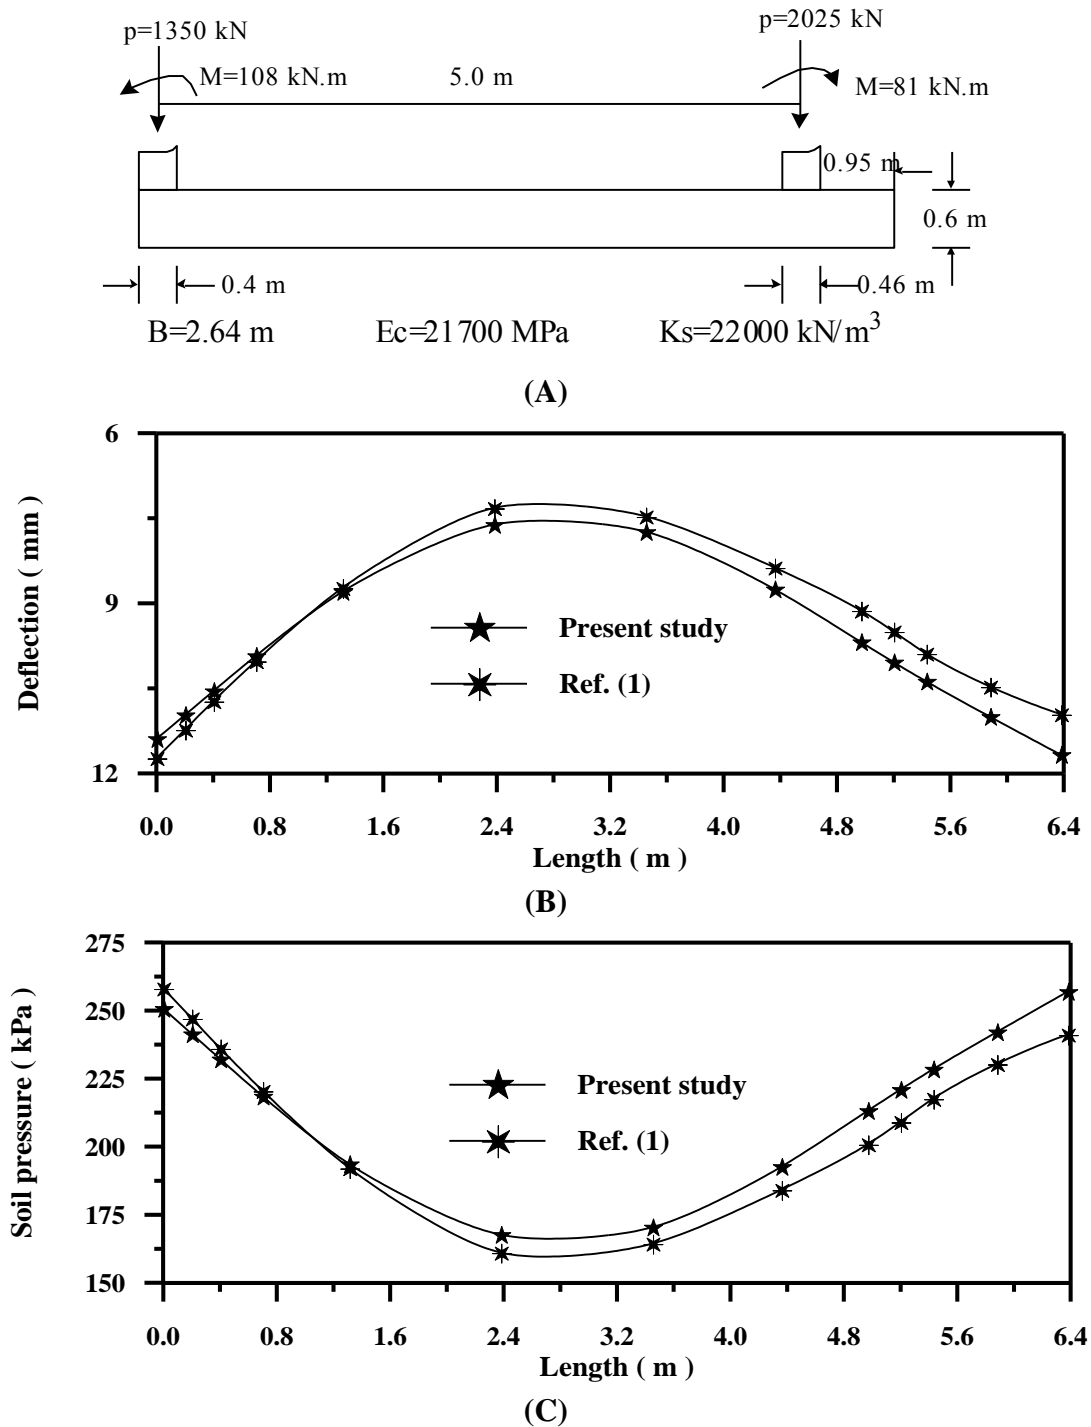 p=1350 kN
p=2025 kN
M=108 kN.m
5.0 m
M=81 kN.m
0.95 m
0.6 m
0.4 m
0.46 m
B=2.64 m
Ec=21700 MPa
Ks=22000 kN/m³
(A)
6
9
12
Deflection ( mm )
Present study
Ref. (1)
0.0 0.8 1.6 2.4 3.2 4.0 4.8 5.6 6.4
Length ( m )
(B)
275
250
225
200
175
150
Soil pressure ( kPa )
Present study
Ref. (1)
0.0 0.8 1.6 2.4 3.2 4.0 4.8 5.6 6.4
Length ( m )
(C)